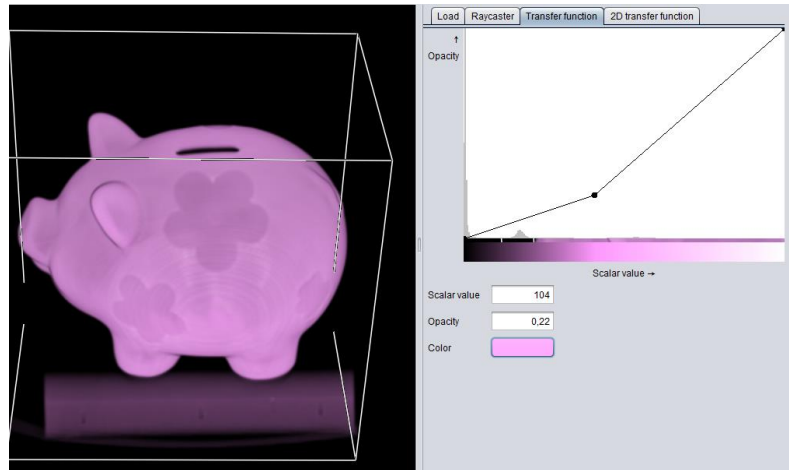 Load Raycaster Transfer function 2D transfer function
↑
Opacity
Scalar value →
Scalar value 104
Opacity 0,22
Color